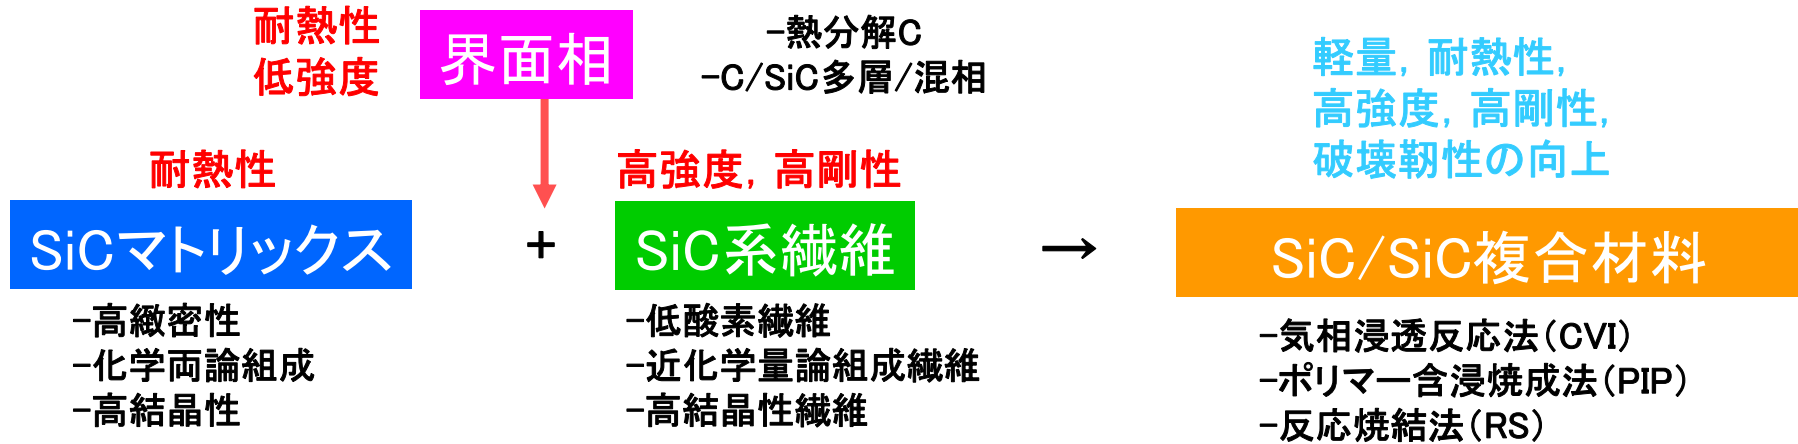 耐熱性
低強度
界面相
-熱分解C
-C/SiC多層/混相
軽量, 耐熱性,
高強度, 高剛性,
破壊靭性の向上
耐熱性
高強度, 高剛性
SiCマトリックス
+
SiC系繊維
→
SiC/SiC複合材料
-高緻密性
-化学両論組成
-高結晶性
-低酸素繊維
-近化学量論組成繊維
-高結晶性繊維
-気相浸透反応法(CVI)
-ポリマー含浸焼成法(PIP)
-反応焼結法(RS)